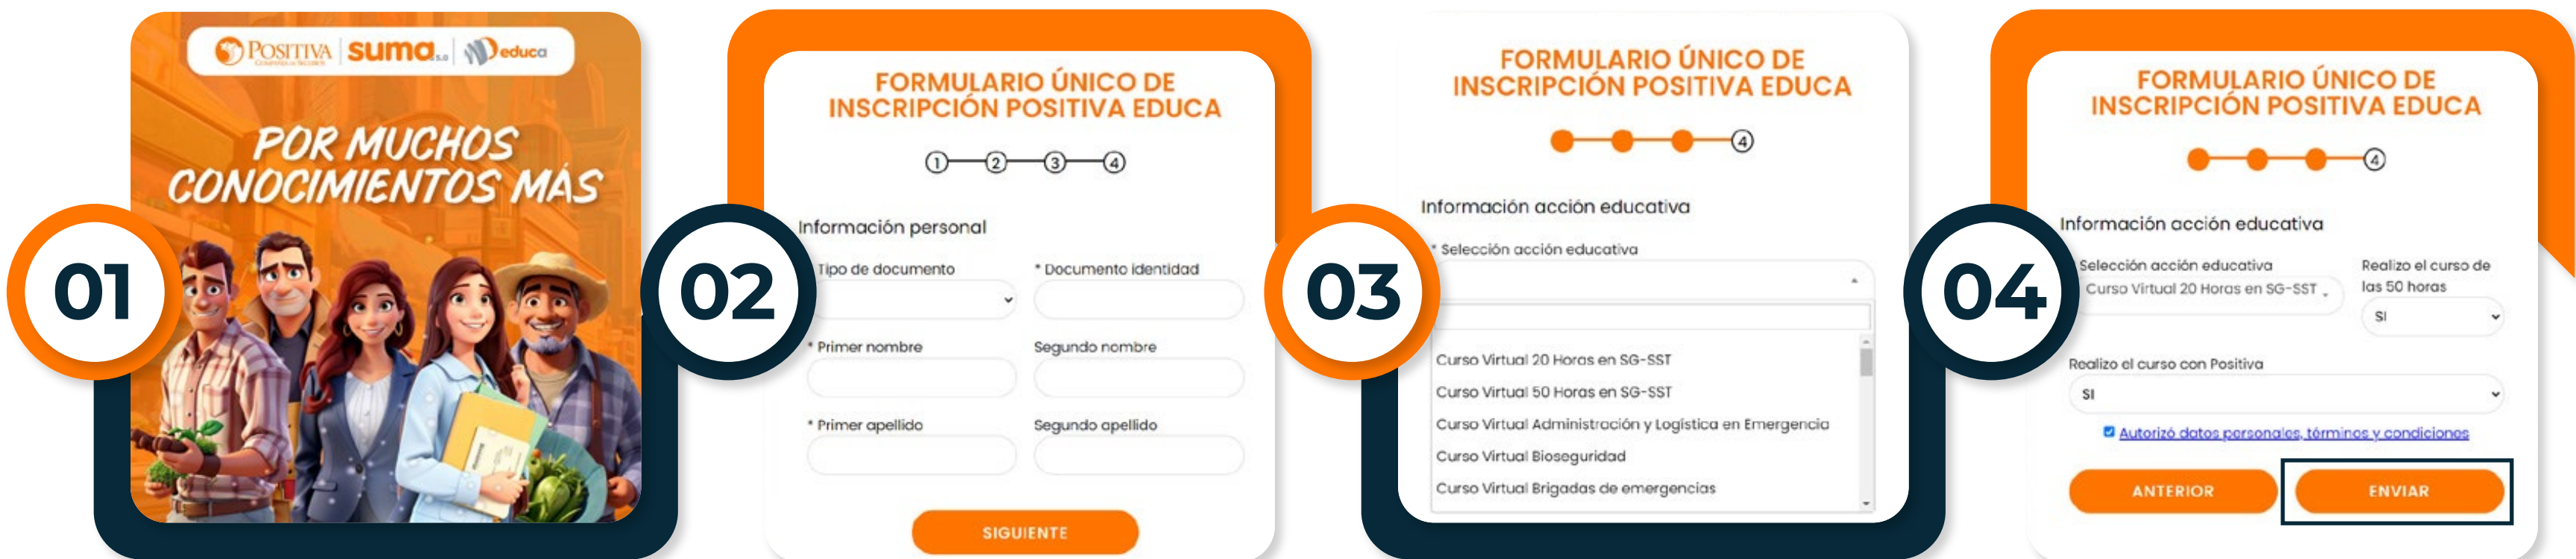 POSITIVA
COMPAÑÍA DE SEGUROS
suma 5.0
educa
POR MUCHOS
CONOCIMIENTOS MÁS
01
FORMULARIO ÚNICO DE
INSCRIPCIÓN POSITIVA EDUCA
1 2 3 4
Información personal
Tipo de documento
* Documento identidad
* Primer nombre
Segundo nombre
* Primer apellido
Segundo apellido
SIGUIENTE
02
FORMULARIO ÚNICO DE
INSCRIPCIÓN POSITIVA EDUCA
4
Información acción educativa
* Selección acción educativa
Curso Virtual 20 Horas en SG-SST
Curso Virtual 50 Horas en SG-SST
Curso Virtual Administración y Logística en Emergencia
Curso Virtual Bioseguridad
Curso Virtual Brigadas de emergencias
03
FORMULARIO ÚNICO DE
INSCRIPCIÓN POSITIVA EDUCA
4
Información acción educativa
Selección acción educativa
Curso Virtual 20 Horas en SG-SST
Realizo el curso de
las 50 horas
SI
Realizo el curso con Positiva
SI
Autorizó datos personales, términos y condiciones
ANTERIOR
ENVIAR
04